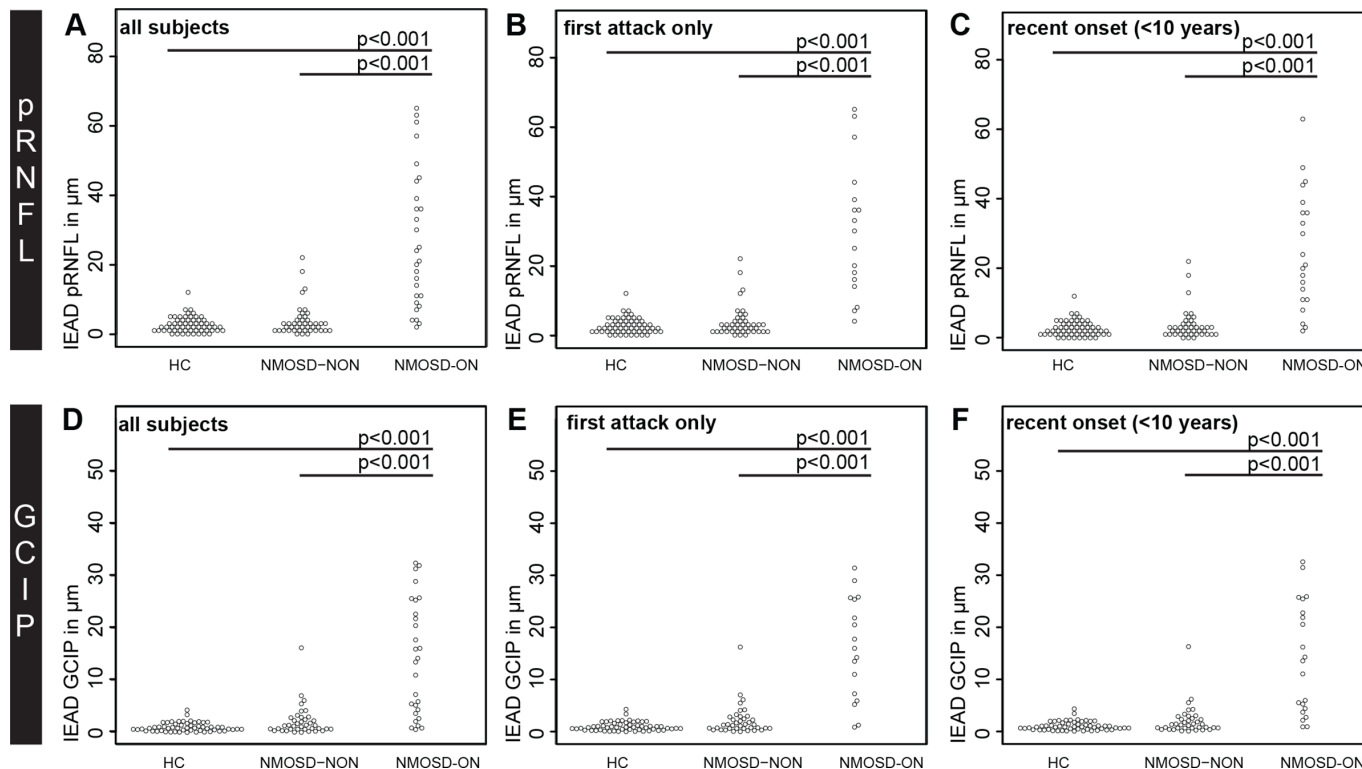 pRNFL
A
all subjects
p<0.001
p<0.001
IEAD pRNFL in µm
0 20 40 60 80
HC NMOSD−NON NMOSD-ON
B
first attack only
p<0.001
p<0.001
IEAD pRNFL in µm
0 20 40 60 80
HC NMOSD−NON NMOSD-ON
C
recent onset (<10 years)
p<0.001
p<0.001
IEAD pRNFL in µm
0 20 40 60 80
HC NMOSD−NON NMOSD-ON
GCIP
D
all subjects
p<0.001
p<0.001
IEAD GCIP in µm
0 10 20 30 40 50
HC NMOSD−NON NMOSD-ON
E
first attack only
p<0.001
p<0.001
IEAD GCIP in µm
0 10 20 30 40 50
HC NMOSD−NON NMOSD-ON
F
recent onset (<10 years)
p<0.001
p<0.001
IEAD GCIP in µm
0 10 20 30 40 50
HC NMOSD−NON NMOSD-ON